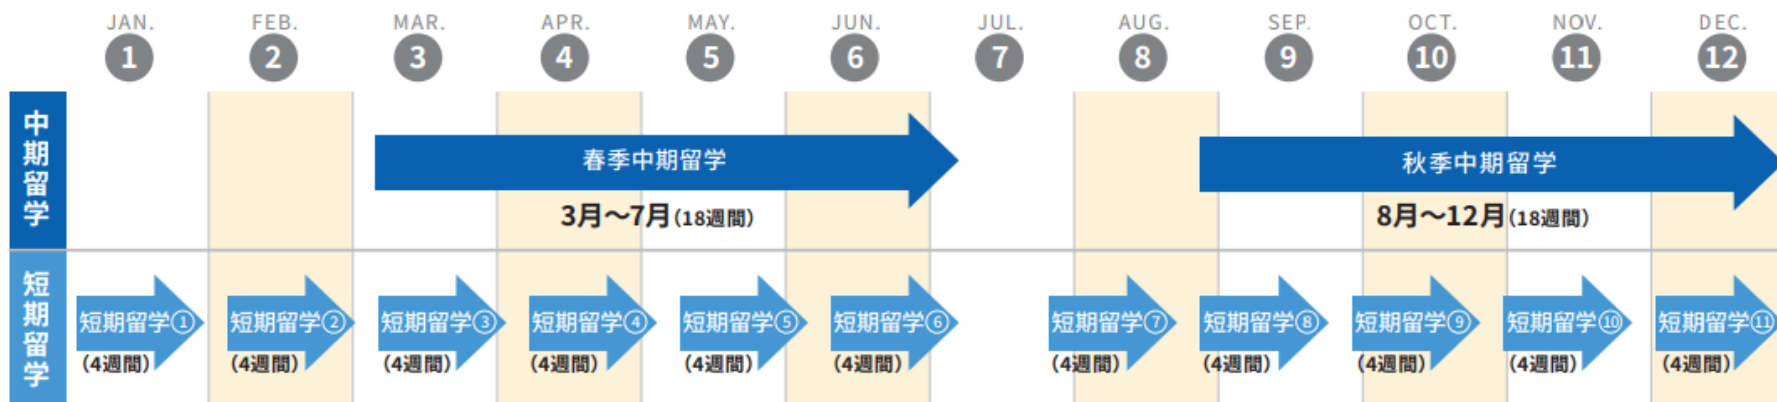 JAN. FEB. MAR. APR. MAY. JUN. JUL. AUG. SEP. OCT. NOV. DEC.
1 2 3 4 5 6 7 8 9 10 11 12
中期留学
春季中期留学
3月～7月(18週間)
秋季中期留学
8月～12月(18週間)
短期留学
短期留学① 短期留学② 短期留学③ 短期留学④ 短期留学⑤ 短期留学⑥ 短期留学⑦ 短期留学⑧ 短期留学⑨ 短期留学⑩ 短期留学⑪
(4週間) (4週間) (4週間) (4週間) (4週間) (4週間) (4週間) (4週間) (4週間) (4週間) (4週間)